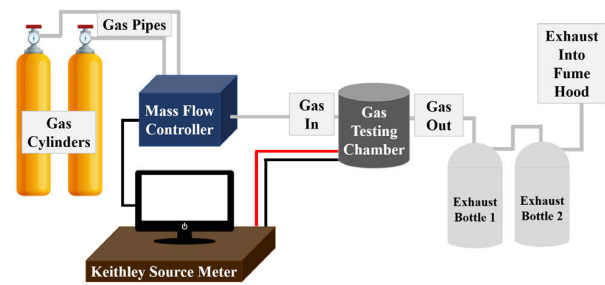 Gas Pipes
Gas
Cylinders
Mass Flow
Controller
Keithley Source Meter
Gas
In
Gas
Testing
Chamber
Gas
Out
Exhaust
Bottle 1
Exhaust
Bottle 2
Exhaust
Into
Fume
Hood